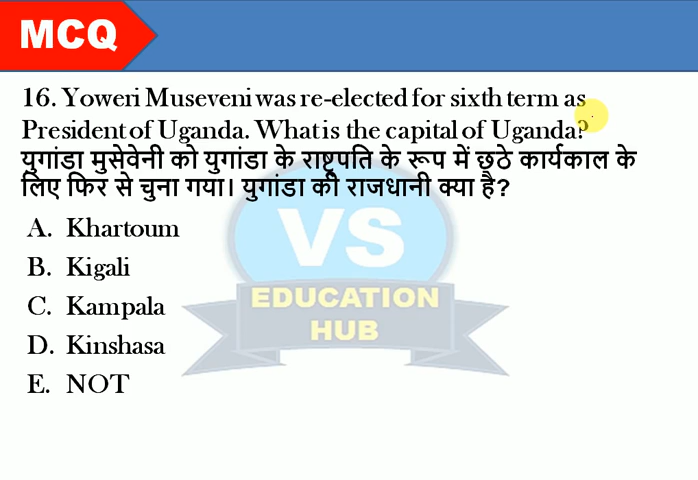 MCQ
16. Yoweri Museveni was re-elected for sixth term as
President of Uganda. What is the capital of Uganda?
युगांडा मुसेवेनी को युगांडा के राष्ट्रपति के रूप में छठे कार्यकाल के
लिए फिर से चुना गया। युगांडा की राजधानी क्या है?
A. Khartoum
B. Kigali
C. Kampala
D. Kinshasa
E. NOT
VS
EDUCATION
HUB